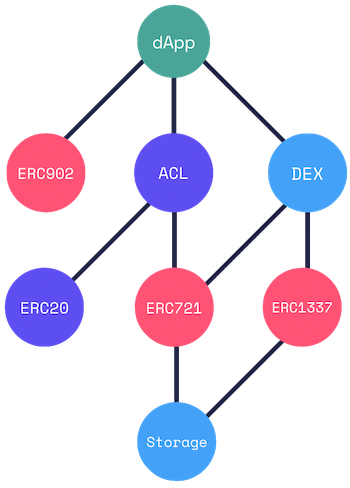 dApp
ERC902
ACL
DEX
ERC20
ERC721
ERC1337
Storage